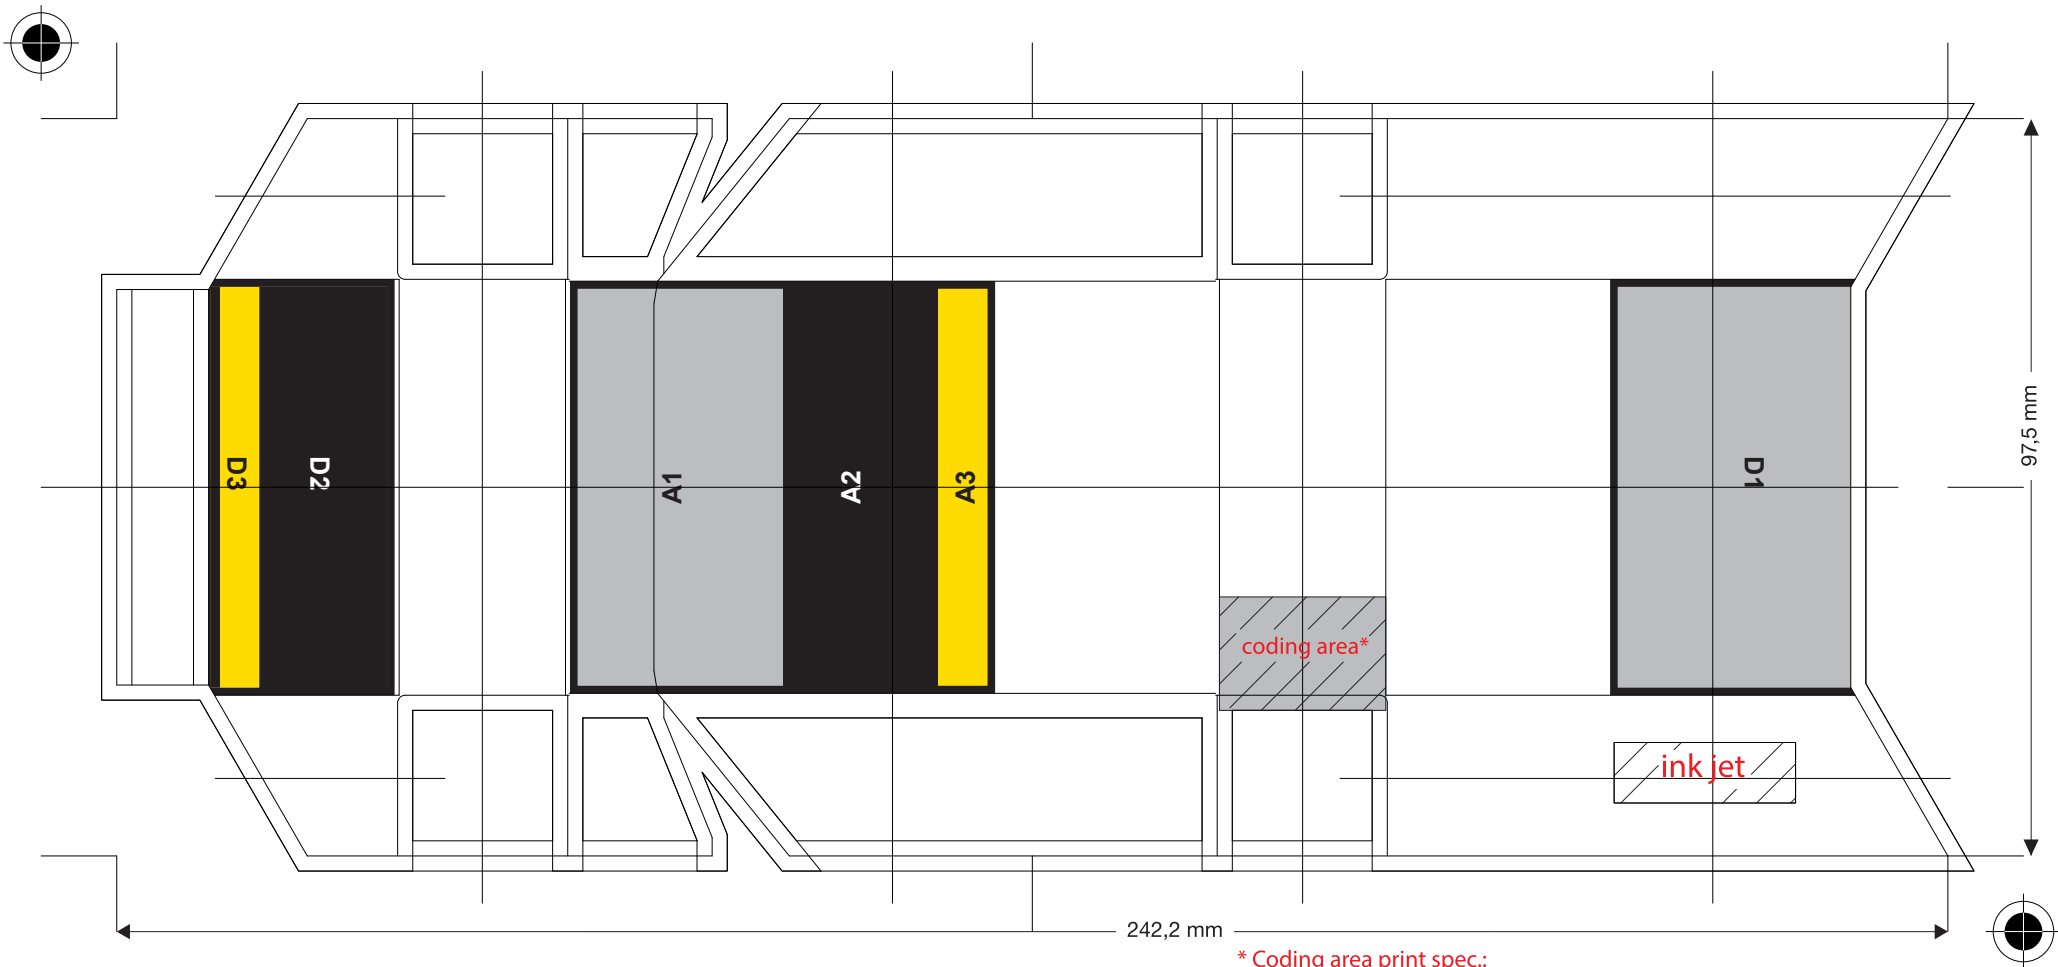 D3
D2
A1
A2
A3
D1
coding area*
ink jet
97,5 mm
242,2 mm
* Coding area print spec.: